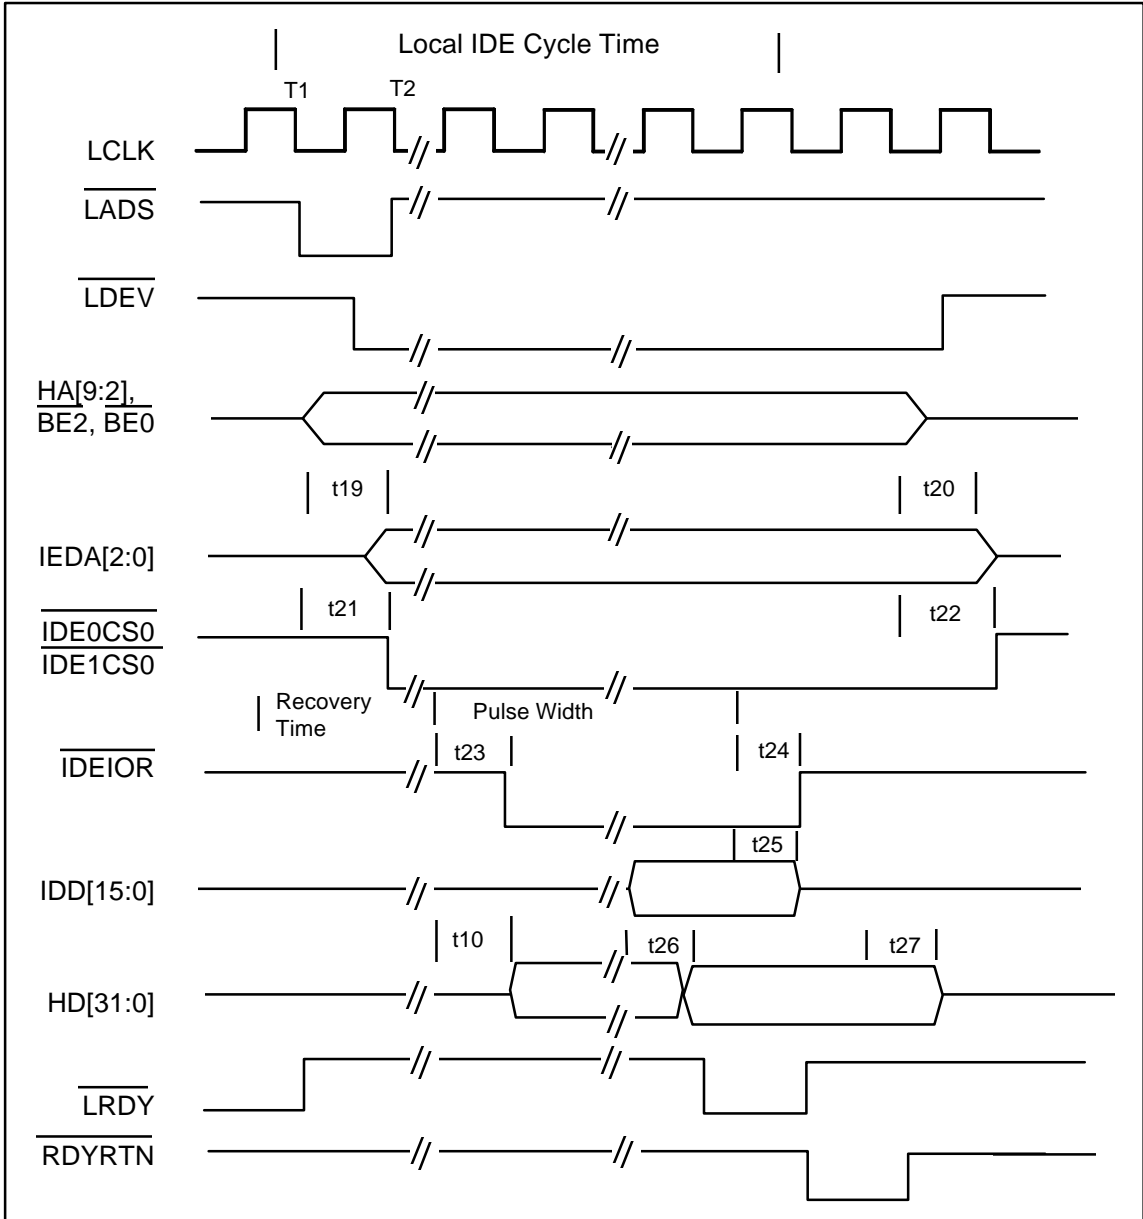 Local IDE Cycle Time
T1
T2
LCLK
LADS
LDEV
HA[9:2],
BE2, BE0
t19
t20
IEDA[2:0]
t21
t22
IDE0CS0
IDE1CS0
Recovery
Time
Pulse Width
t23
t24
IDEIOR
t25
IDD[15:0]
t10
t26
t27
HD[31:0]
LRDY
RDYRTN